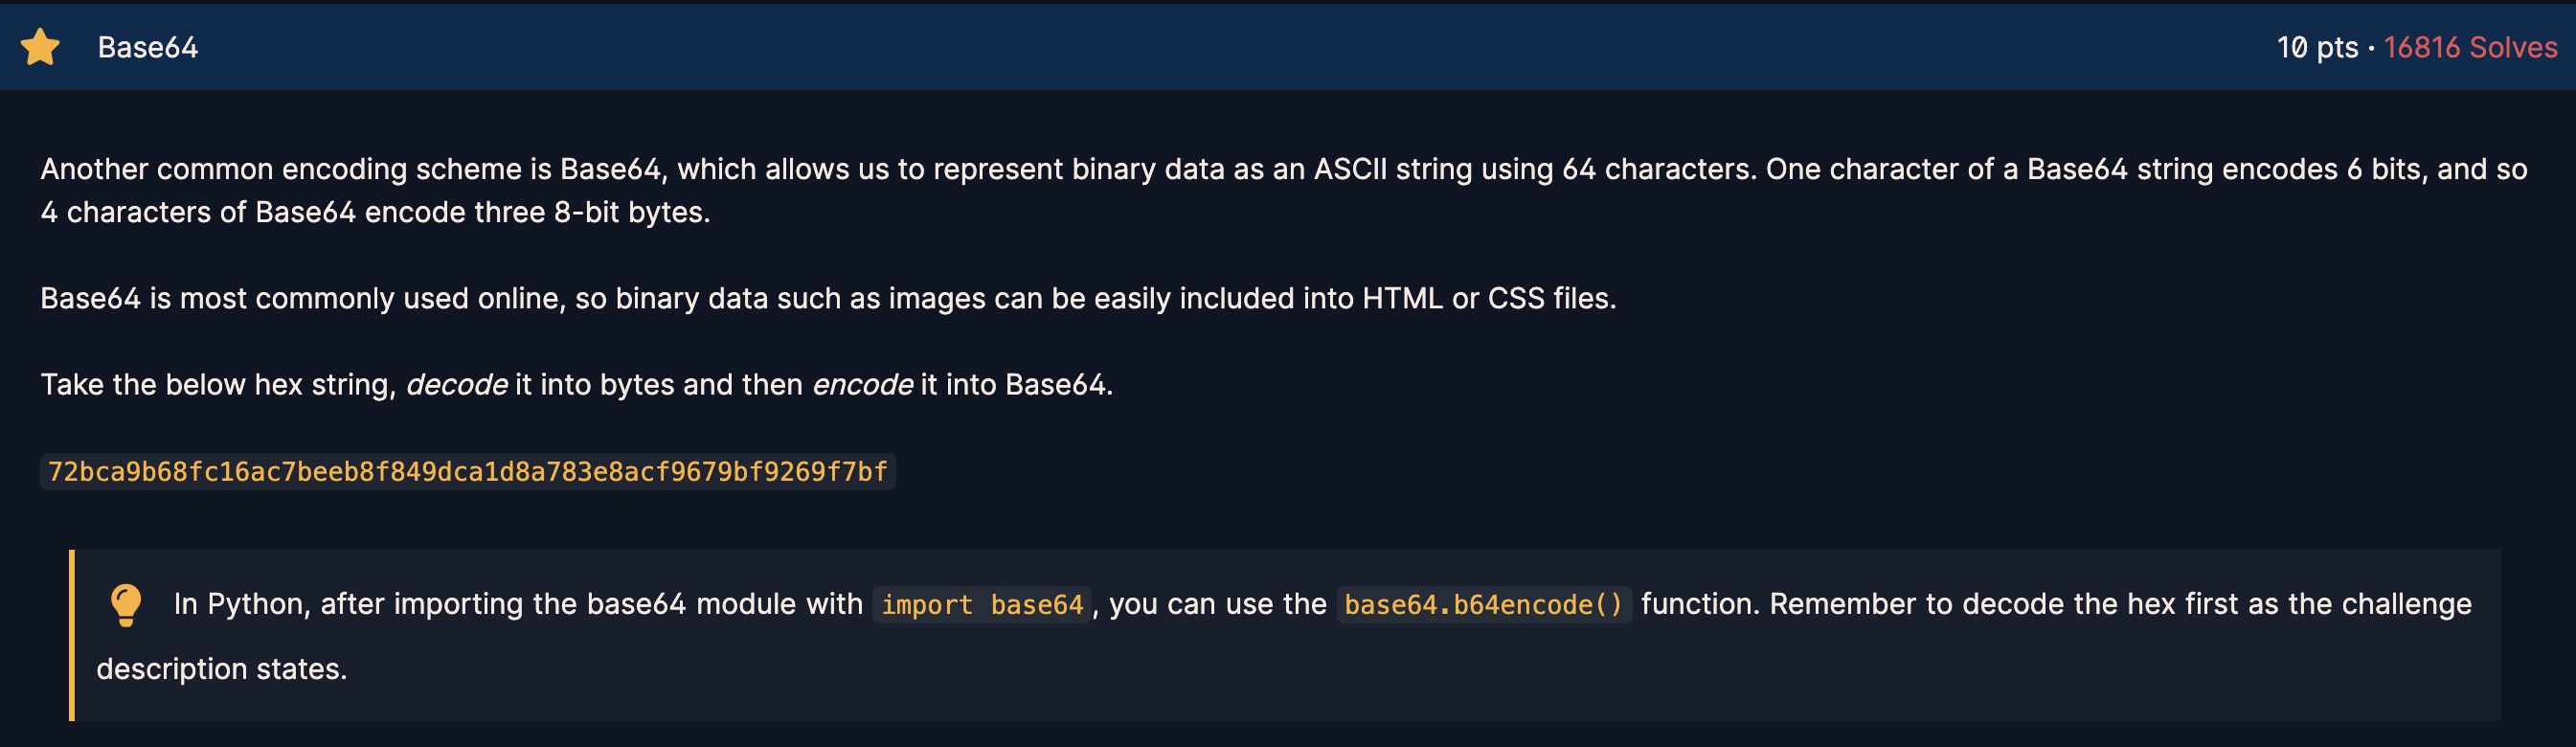 Base64
10 pts · 16816 Solves
Another common encoding scheme is Base64, which allows us to represent binary data as an ASCII string using 64 characters. One character of a Base64 string encodes 6 bits, and so
4 characters of Base64 encode three 8-bit bytes.
Base64 is most commonly used online, so binary data such as images can be easily included into HTML or CSS files.
Take the below hex string, decode it into bytes and then encode it into Base64.
72bca9b68fc16ac7beeb8f849dca1d8a783e8acf9679bf9269f7bf
In Python, after importing the base64 module with import base64, you can use the base64.b64encode() function. Remember to decode the hex first as the challenge
description states.